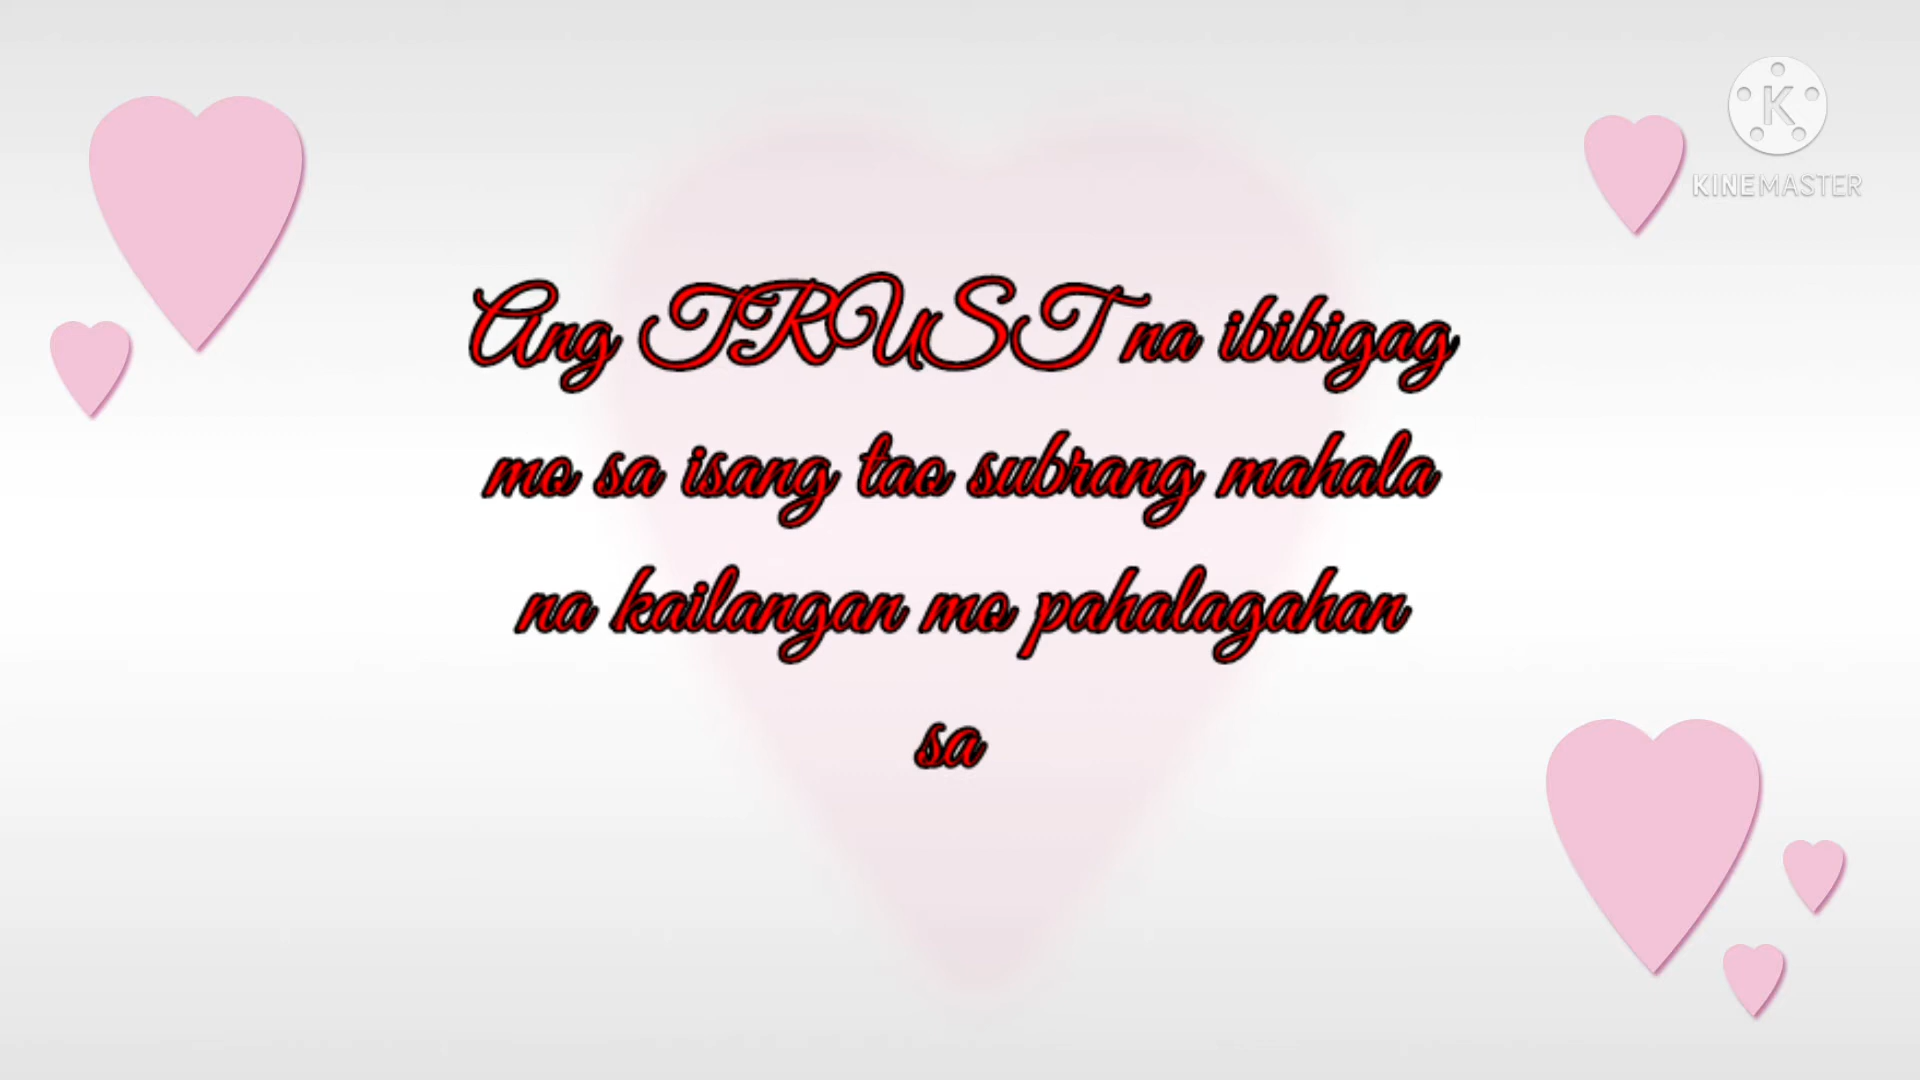 K
KINEMASTER
Ang TRUST na ibibigag
mo sa isang tao subrang mahala
na kailangan mo pahalagahan
sa